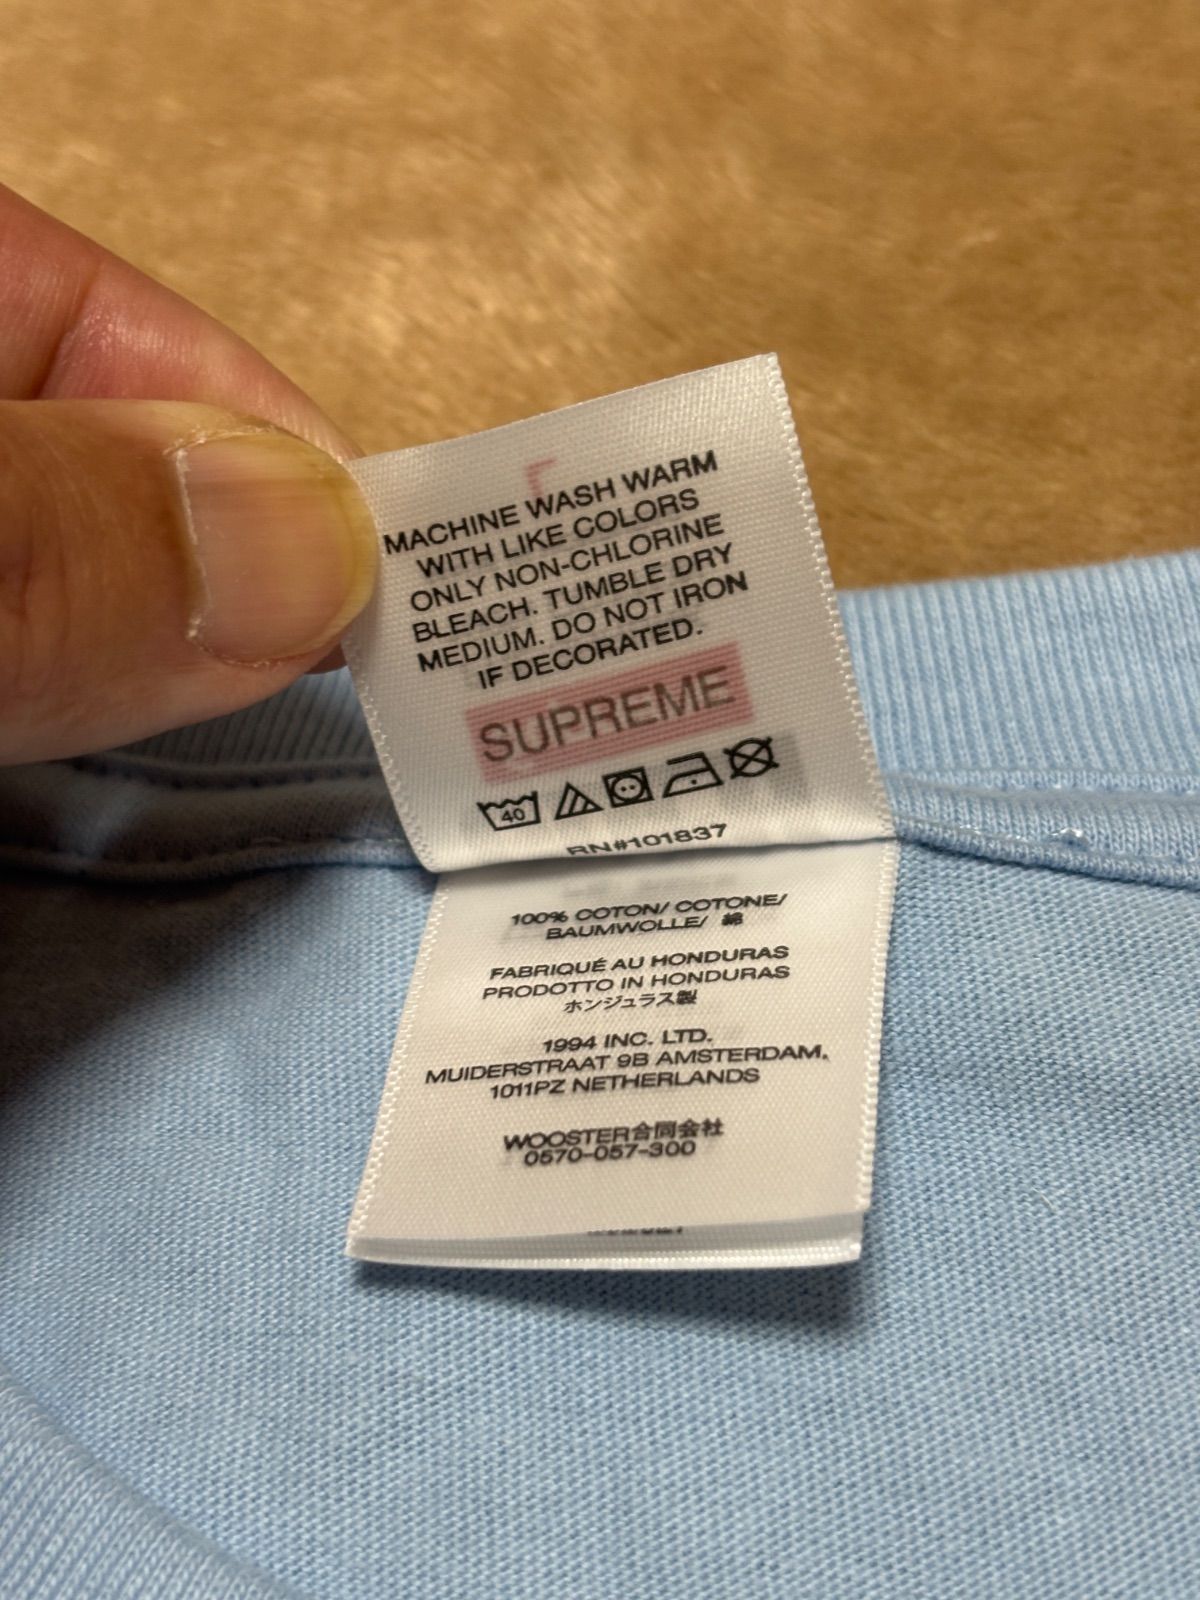 MACHINE WASH WARM
WITH LIKE COLORS
ONLY NON-CHLORINE
BLEACH. TUMBLE DRY
MEDIUM. DO NOT IRON
IF DECORATED.
SUPREME
40
RN#101837
100% COTON/ COTONE/
BAUMWOLLE/ 綿
FABRIQUÉ AU HONDURAS
PRODOTTO IN HONDURAS
ホンジュラス製
1994 INC. LTD.
MUIDERSTRAAT 9B AMSTERDAM,
1011PZ NETHERLANDS
WOOSTER合同会社
0570-057-300